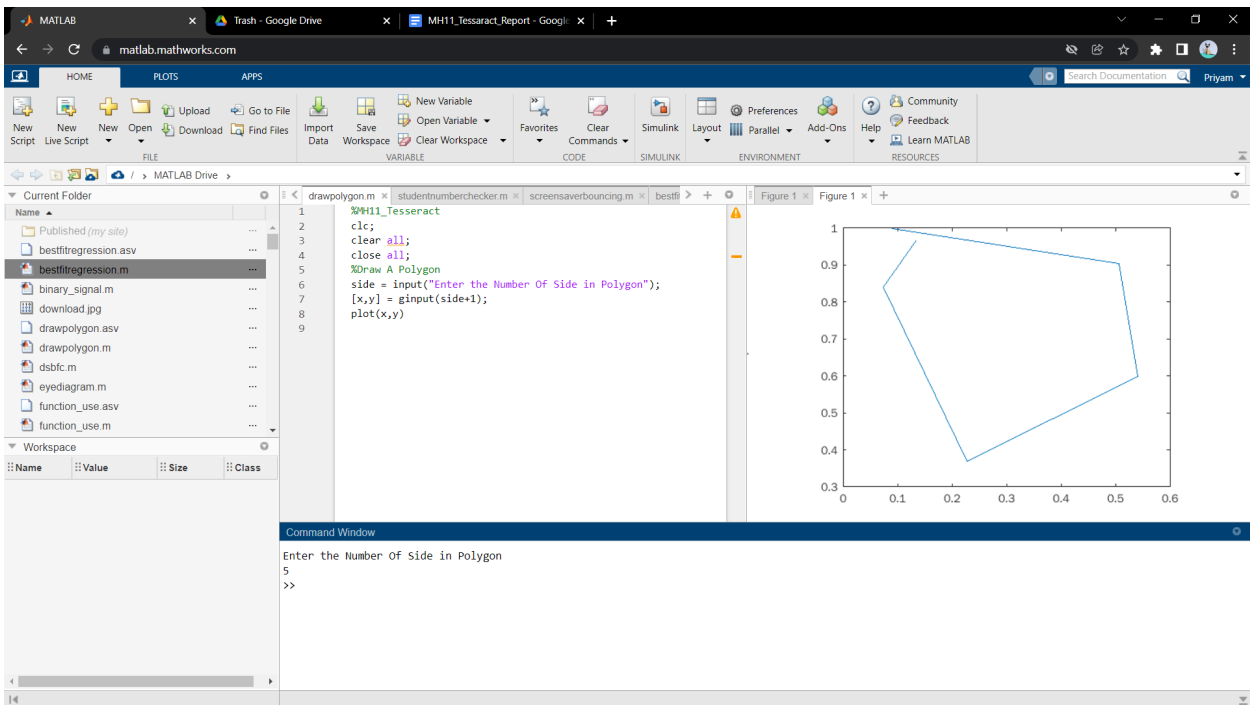 MATLAB
Trash - Google Drive
MH11_Tessaract_Report - Google
matlab.mathworks.com
HOME PLOTS APPS
Search Documentation
Priyam
New Script
New Live Script
New
Open
Upload
Download
Go to File
Find Files
FILE
Import Data
Save Workspace
New Variable
Open Variable
Clear Workspace
VARIABLE
Favorites
Clear Commands
CODE
Simulink
SIMULINK
Layout
Preferences
Parallel
Add-Ons
ENVIRONMENT
Help
Community
Feedback
Learn MATLAB
RESOURCES
/ > MATLAB Drive >
Current Folder
Name
Published (my site)
bestfitregression.asv
bestfitregression.m
binary_signal.m
download.jpg
drawpolygon.asv
drawpolygon.m
dsbfc.m
eyediagram.m
function_use.asv
function_use.m
Workspace
Name Value Size Class
drawpolygon.m studentnumberchecker.m screensaverbouncing.m bestfi
1 %MH11_Tesseract
2 clc;
3 clear all;
4 close all;
5 %Draw A Polygon
6 side = input("Enter the Number Of Side in Polygon");
7 [x,y] = ginput(side+1);
8 plot(x,y)
9
Figure 1 Figure 1
1
0.9
0.8
0.7
0.6
0.5
0.4
0.3
0 0.1 0.2 0.3 0.4 0.5 0.6
Command Window
Enter the Number Of Side in Polygon
5
>>